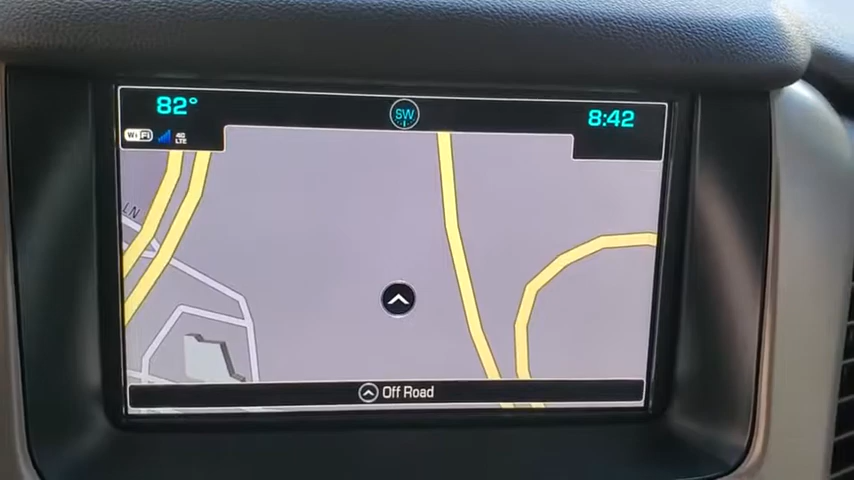 82°
SW
8:42
WiFi 4G LTE
LN
Off Road